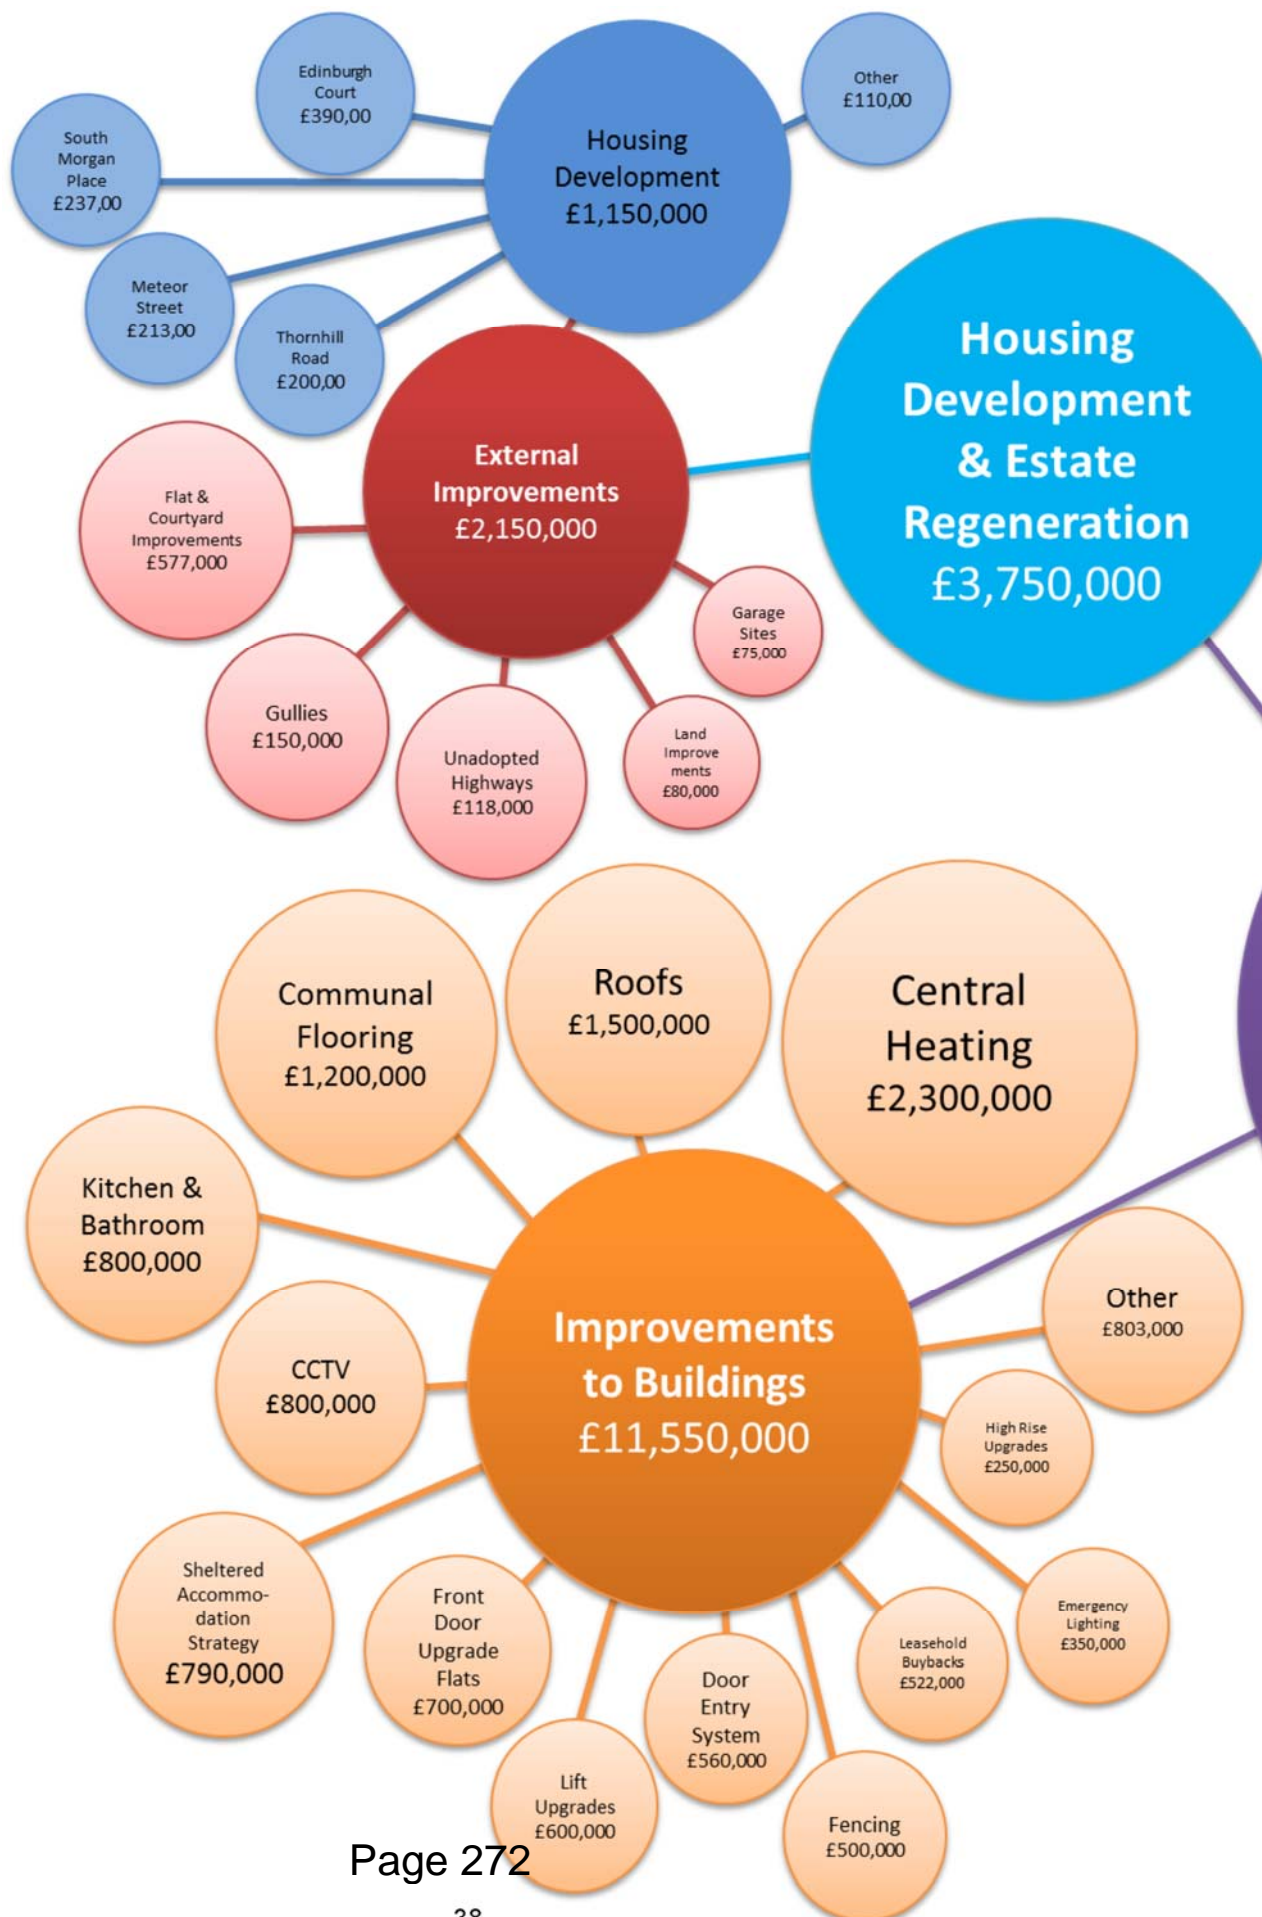 Edinburgh
Court
£390,00
Housing
Development
£1,150,000
Other
£110,00
South
Morgan
Place
£237,00
Meteor
Street
£213,00
Thornhill
Road
£200,00
Housing
Development
& Estate
Regeneration
£3,750,000
External
Improvements
£2,150,000
Flat &
Courtyard
Improvements
£577,000
Garage
Sites
£75,000
Gullies
£150,000
Unadopted
Highways
£118,000
Land
Improve
ments
£80,000
Communal
Flooring
£1,200,000
Roofs
£1,500,000
Central
Heating
£2,300,000
Kitchen &
Bathroom
£800,000
CCTV
£800,000
Improvements
to Buildings
£11,550,000
Other
£803,000
High Rise
Upgrades
£250,000
Sheltered
Accommo-
dation
Strategy
£790,000
Front
Door
Upgrade
Flats
£700,000
Lift
Upgrades
£600,000
Door
Entry
System
£560,000
Leasehold
Buybacks
£522,000
Emergency
Lighting
£350,000
Fencing
£500,000
Page 272
38